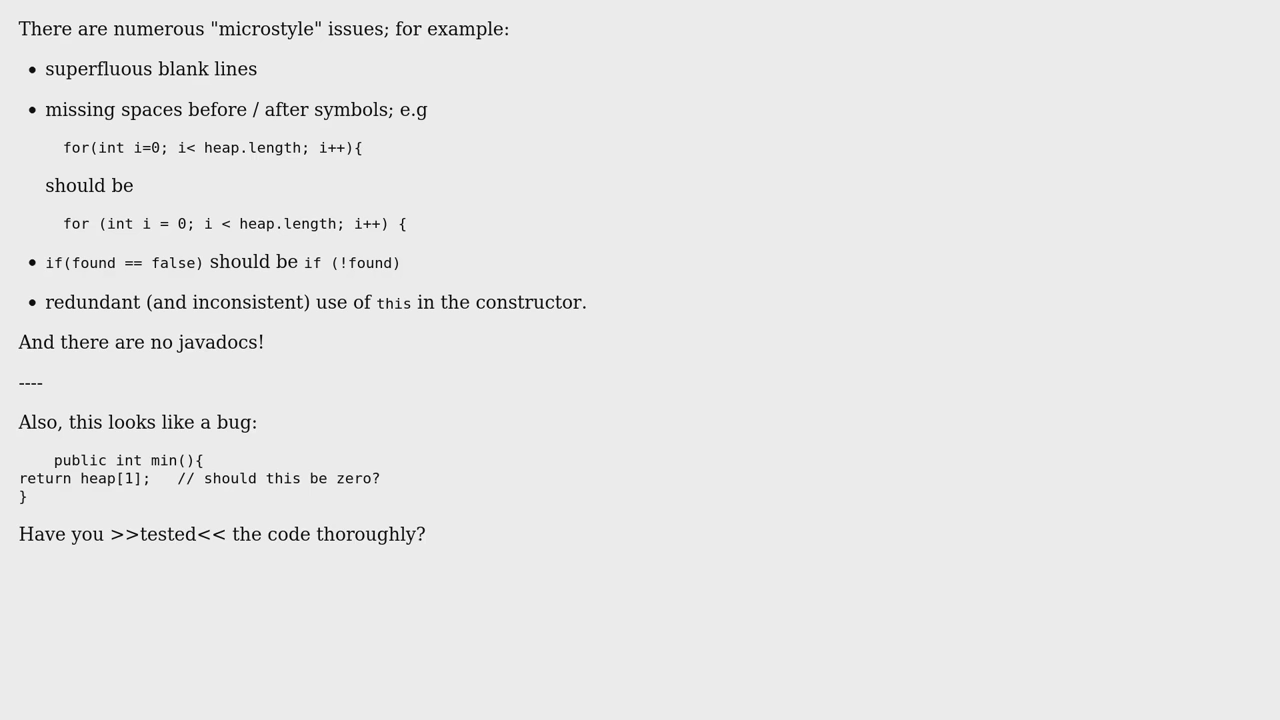 There are numerous "microstyle" issues; for example:
• superfluous blank lines
• missing spaces before / after symbols; e.g
for(int i=0; i< heap.length; i++){
should be
for (int i = 0; i < heap.length; i++) {
• if(found == false) should be if (!found)
• redundant (and inconsistent) use of this in the constructor.
And there are no javadocs!
----
Also, this looks like a bug:
    public int min(){
return heap[1];   // should this be zero?
}
Have you >>tested<< the code thoroughly?